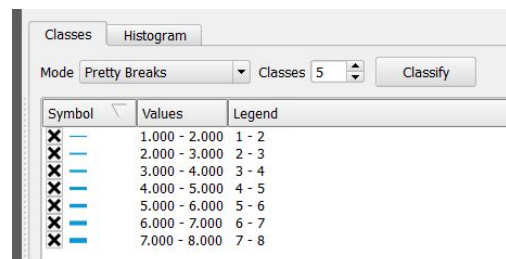 Classes Histogram
Mode Pretty Breaks Classes 5 Classify
Symbol Values Legend
1.000 - 2.000 1 - 2
2.000 - 3.000 2 - 3
3.000 - 4.000 3 - 4
4.000 - 5.000 4 - 5
5.000 - 6.000 5 - 6
6.000 - 7.000 6 - 7
7.000 - 8.000 7 - 8